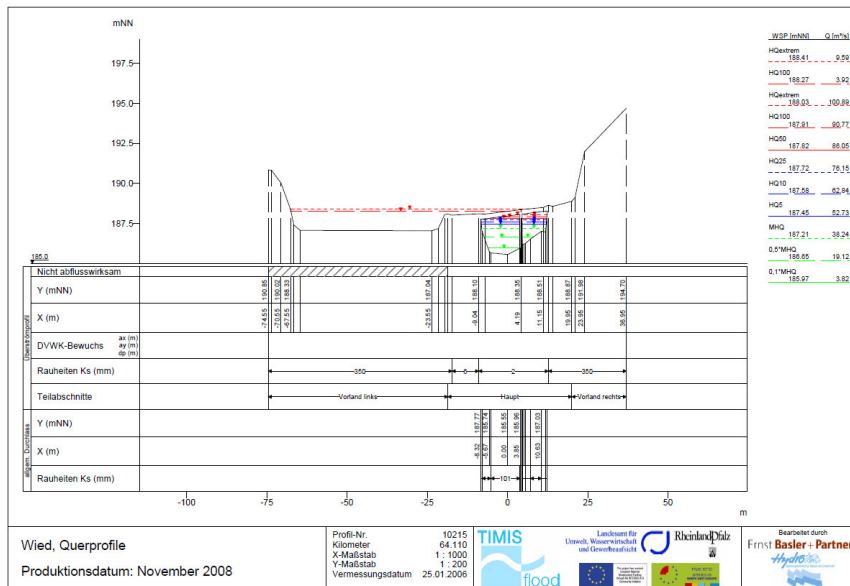 mNN
197.5
195.0
192.5
190.0
187.5
185.0
WSP [mNN] Q [m³/s]
HQextrem
188.41 9.59
HQ100
188.27 3.92
HQextrem
188.03 100.89
HQ100
187.91 90.77
HQ50
187.82 86.05
HQ25
187.72 76.15
HQ10
187.58 62.84
HQ5
187.45 52.73
MHQ
187.21 38.24
0,5*MHQ
186.65 19.12
0,1*MHQ
185.97 3.82
Überströmprofil
Nicht abflusswirksam
Y (mNN) 190.85 190.02 188.33 187.04 188.10 188.35 188.51 188.87 191.98 194.70
X (m) -74.55 -70.55 -67.55 -23.55 -9.04 4.19 11.15 19.95 23.95 36.95
DVWK-Bewuchs ax (m)
ay (m)
dp (m)
Rauheiten Ks (mm) 350 6 2 350
Teilabschnitte Vorland links Haupt Vorland rechts
allgem. Durchlass
Y (mNN) 187.77 185.74 185.55 185.96 187.03
X (m) -8.32 -5.67 0.00 3.85 10.63
Rauheiten Ks (mm) 101
-100 -75 -50 -25 0 25 50 m
Wied, Querprofile
Produktionsdatum: November 2008
Profil-Nr. 10215
Kilometer 64.110
X-Maßstab 1 : 1000
Y-Maßstab 1 : 200
Vermessungsdatum 25.01.2006
TIMIS
flood
Landesamt für
Umwelt, Wasserwirtschaft
und Gewerbeaufsicht
RheinlandPfalz
Bearbeitet durch
Ernst Basler + Partner
Hydro